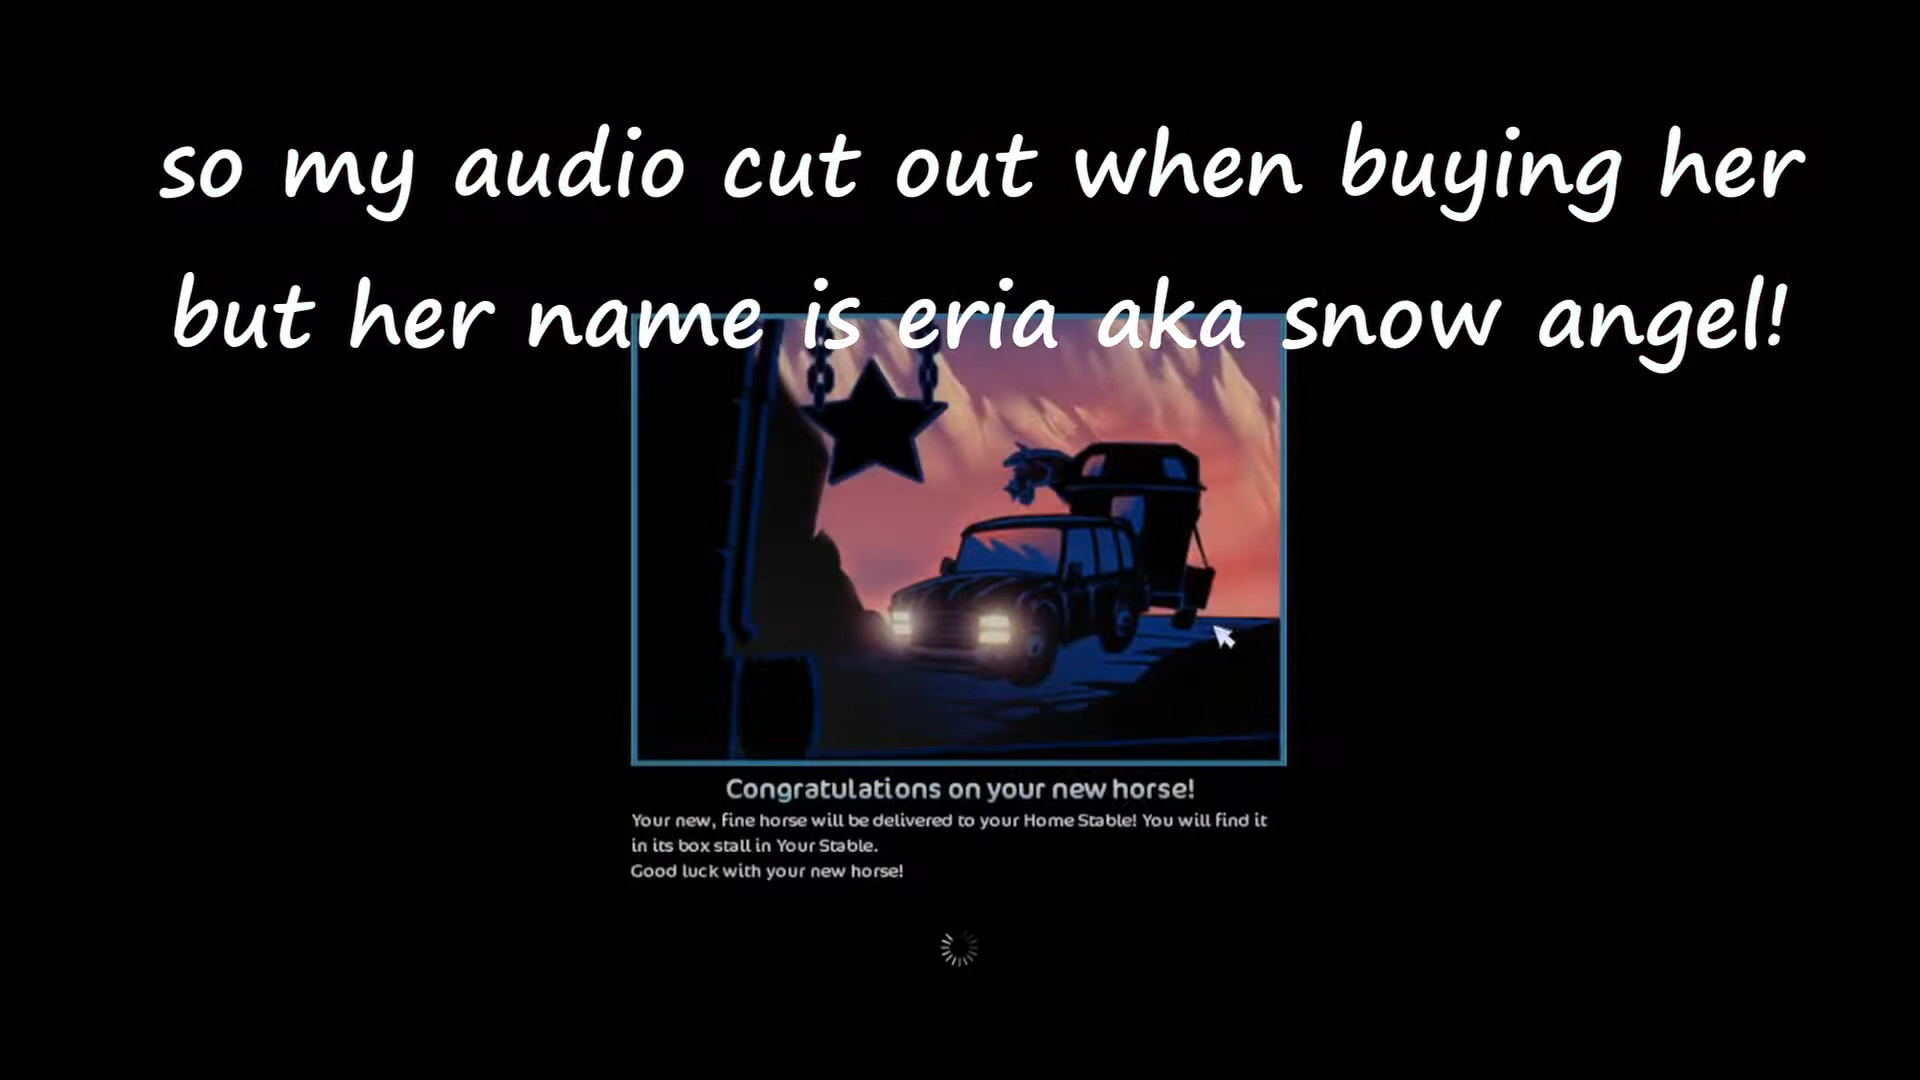 so my audio cut out when buying her
but her name is eria aka snow angel!
Congratulations on your new horse!
Your new, fine horse will be delivered to your Home Stable! You will find it
in its box stall in Your Stable.
Good luck with your new horse!